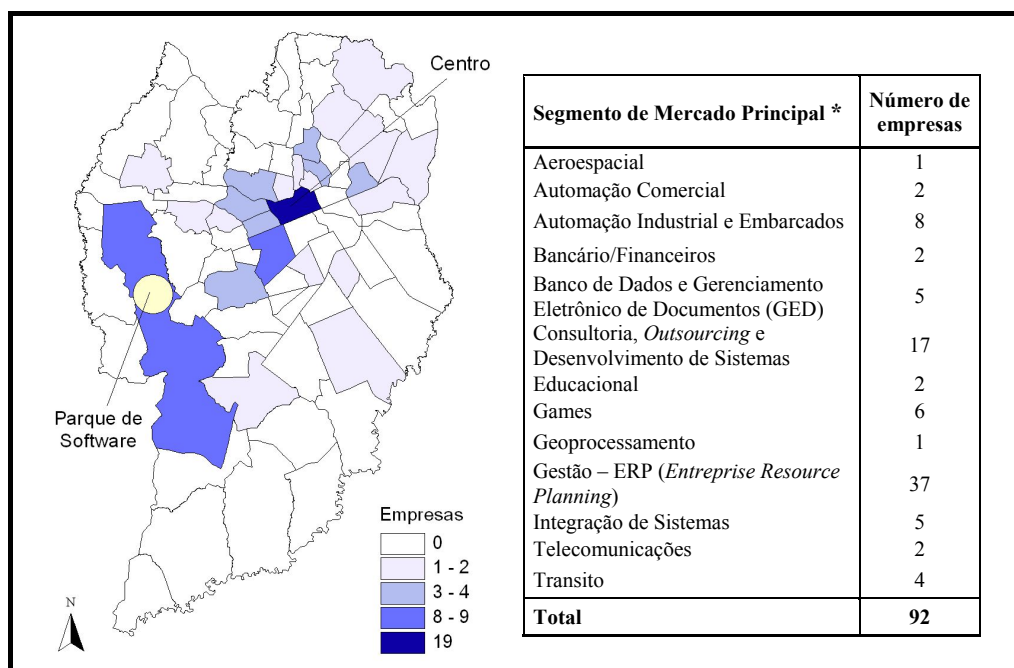 Centro
Parque de
Software
Empresas
0
1 - 2
3 - 4
8 - 9
19
N
Segmento de Mercado Principal * Número de
empresas
Aeroespacial 1
Automação Comercial 2
Automação Industrial e Embarcados 8
Bancário/Financeiros 2
Banco de Dados e Gerenciamento
Eletrônico de Documentos (GED) 5
Consultoria, Outsourcing e
Desenvolvimento de Sistemas 17
Educacional 2
Games 6
Geoprocessamento 1
Gestão – ERP (Entreprise Resource
Planning) 37
Integração de Sistemas 5
Telecomunicações 2
Transito 4
Total 92